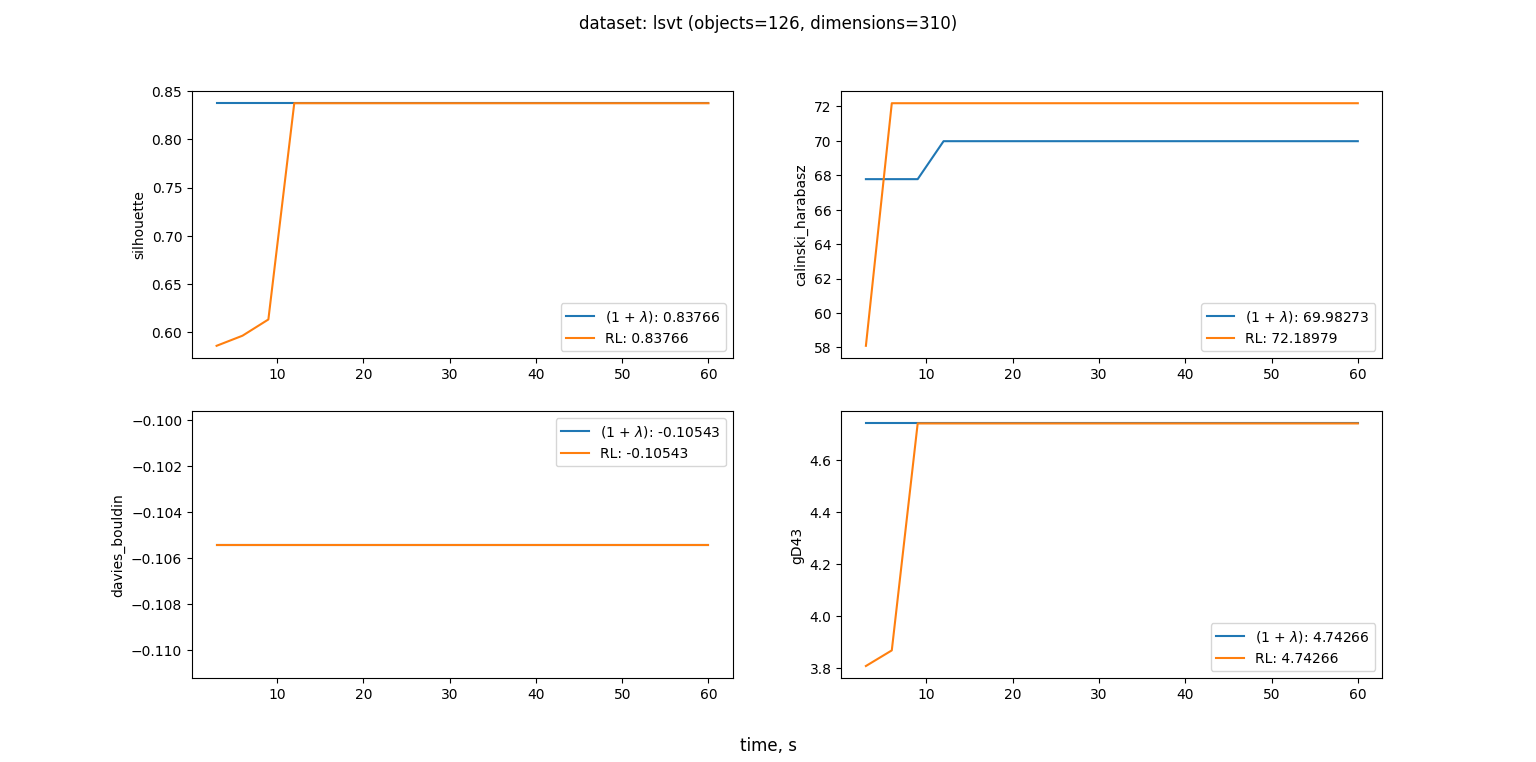 dataset: lsvt (objects=126, dimensions=310)
0.85
0.80
0.75
0.70
0.65
0.60
silhouette
(1 + λ): 0.83766
RL: 0.83766
10 20 30 40 50 60
72
70
68
66
64
62
60
58
calinski_harabasz
(1 + λ): 69.98273
RL: 72.18979
10 20 30 40 50 60
−0.100
−0.102
−0.104
−0.106
−0.108
−0.110
davies_bouldin
(1 + λ): -0.10543
RL: -0.10543
10 20 30 40 50 60
4.6
4.4
4.2
4.0
3.8
gD43
(1 + λ): 4.74266
RL: 4.74266
10 20 30 40 50 60
time, s